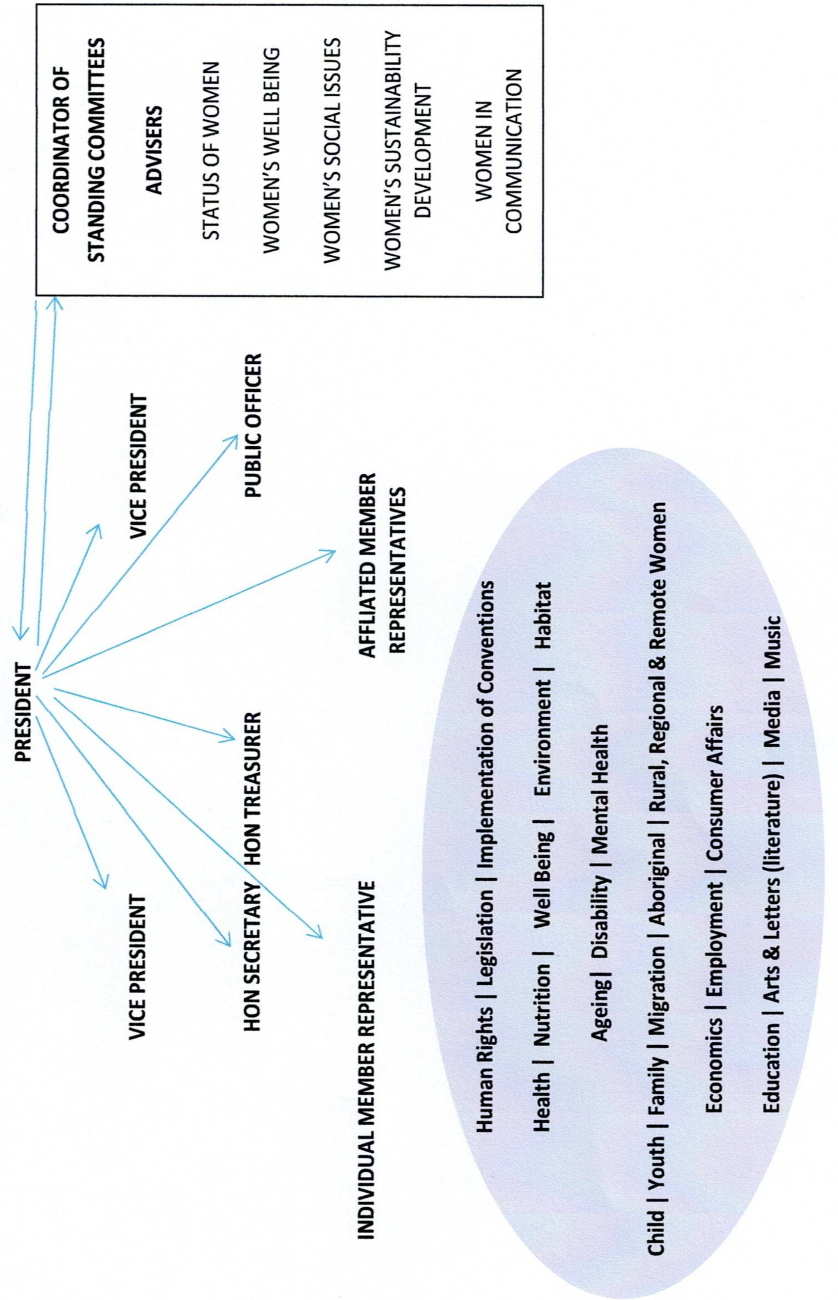 PRESIDENT
VICE PRESIDENT
VICE PRESIDENT
HON SECRETARY
HON TREASURER
PUBLIC OFFICER
INDIVIDUAL MEMBER REPRESENTATIVE
AFFLIATED MEMBER
REPRESENTATIVES
COORDINATOR OF
STANDING COMMITTEES
ADVISERS
STATUS OF WOMEN
WOMEN'S WELL BEING
WOMEN'S SOCIAL ISSUES
WOMEN'S SUSTAINABILITY
DEVELOPMENT
WOMEN IN
COMMUNICATION
Human Rights | Legislation | Implementation of Conventions
Health | Nutrition | Well Being | Environment | Habitat
Ageing| Disability | Mental Health
Child | Youth | Family | Migration | Aboriginal | Rural, Regional & Remote Women
Economics | Employment | Consumer Affairs
Education | Arts & Letters (literature) | Media | Music